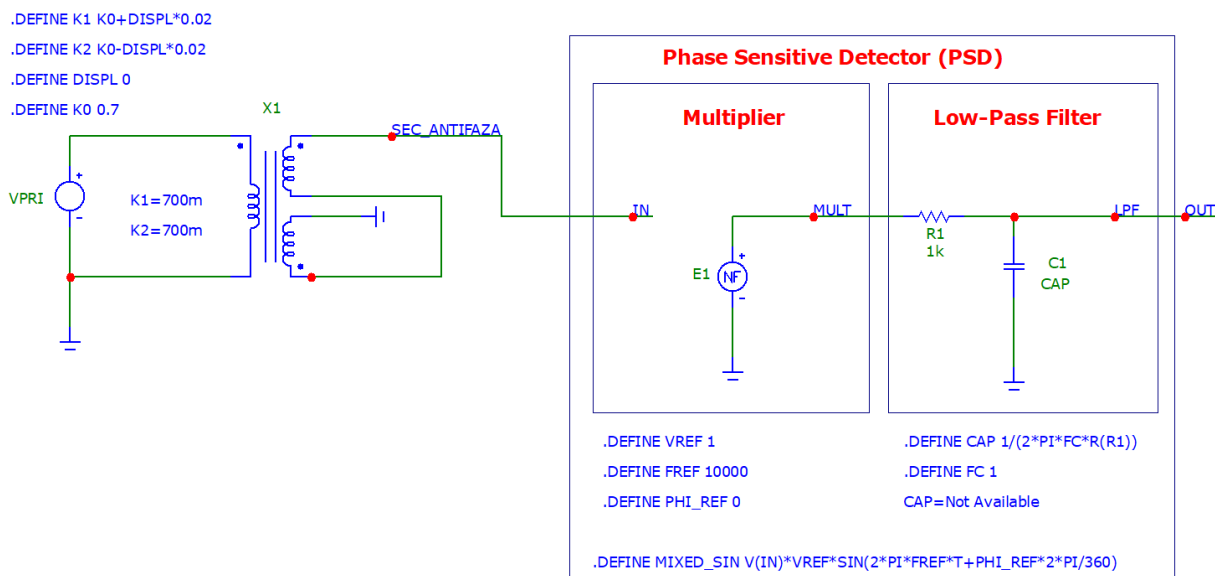 .DEFINE K1 K0+DISPL*0.02
.DEFINE K2 K0-DISPL*0.02
.DEFINE DISPL 0
.DEFINE K0 0.7
X1
SEC_ANTIFAZA
VPRI
+
-
K1=700m
K2=700m
Phase Sensitive Detector (PSD)
Multiplier
Low-Pass Filter
IN
MULT
LPF
OUT
R1
1k
E1
NF
+
-
C1
CAP
.DEFINE VREF 1
.DEFINE FREF 10000
.DEFINE PHI_REF 0
.DEFINE CAP 1/(2*PI*FC*R(R1))
.DEFINE FC 1
CAP=Not Available
.DEFINE MIXED_SIN V(IN)*VREF*SIN(2*PI*FREF*T+PHI_REF*2*PI/360)